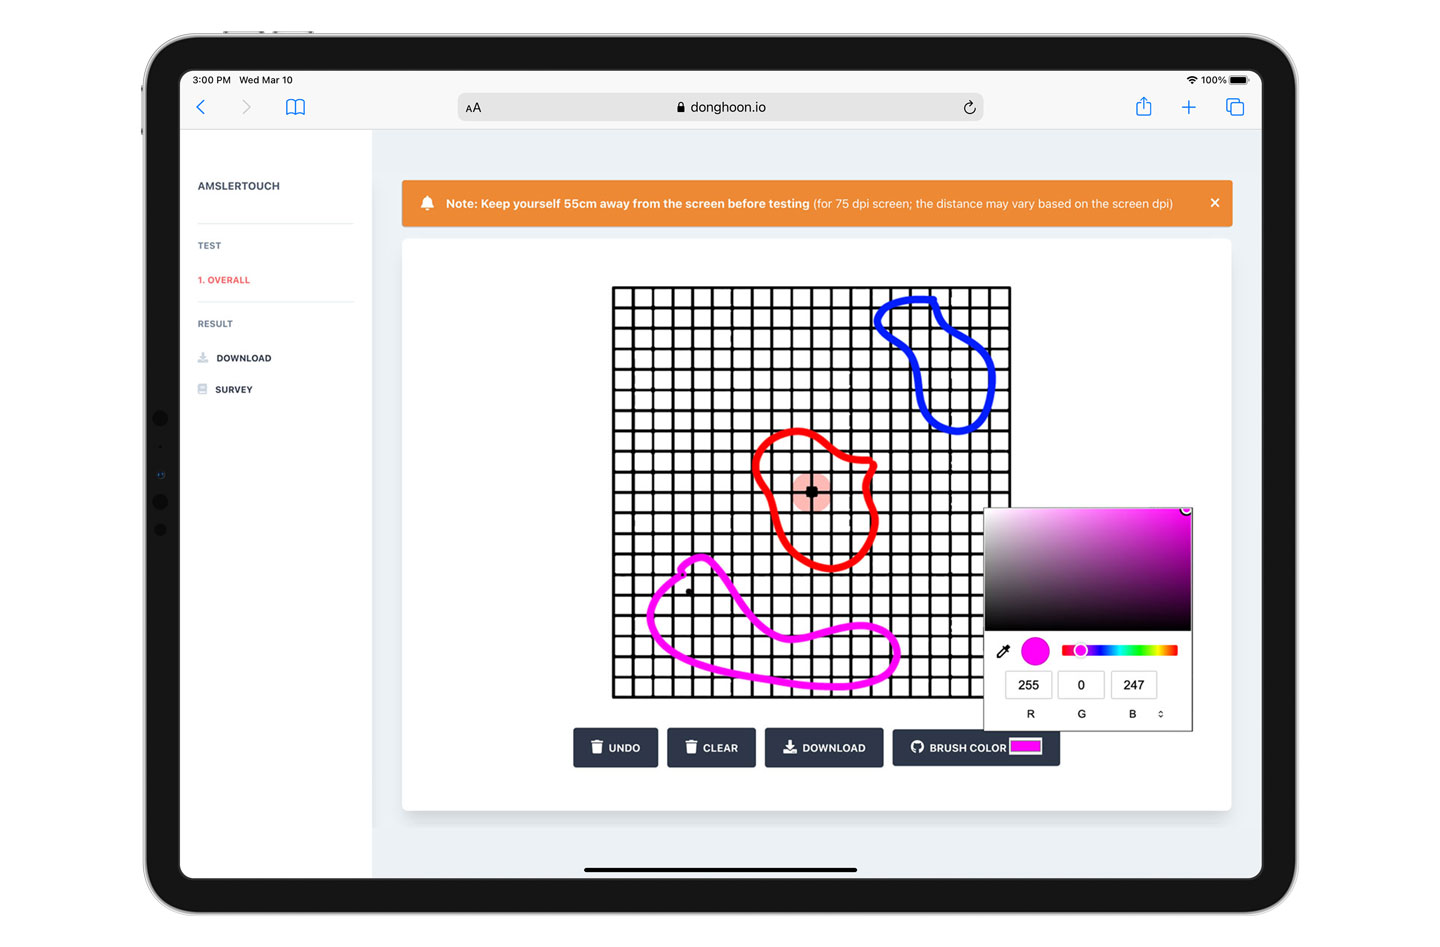 3:00 PM Wed Mar 10
100%
AA
donghoon.io
AMSLERTOUCH
Note: Keep yourself 55cm away from the screen before testing (for 75 dpi screen; the distance may vary based on the screen dpi)
TEST
1. OVERALL
RESULT
DOWNLOAD
SURVEY
255 0 247
R G B
UNDO
CLEAR
DOWNLOAD
BRUSH COLOR